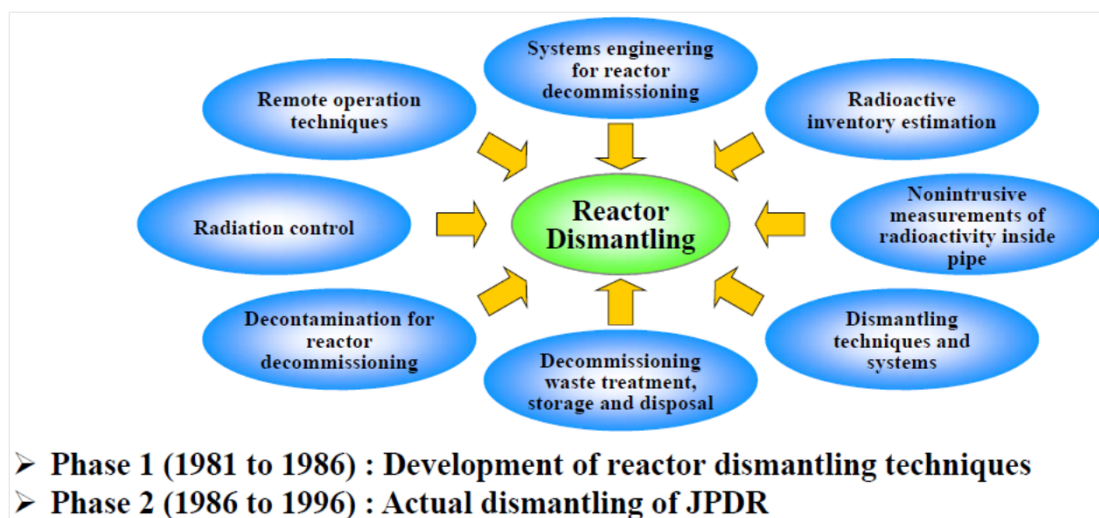 Systems engineering
for reactor
decommissioning
Remote operation
techniques
Radioactive
inventory estimation
Radiation control
Reactor
Dismantling
Nonintrusive
measurements of
radioactivity inside
pipe
Decontamination for
reactor
decommissioning
Decommissioning
waste treatment,
storage and disposal
Dismantling
techniques and
systems
➢ Phase 1 (1981 to 1986) : Development of reactor dismantling techniques
➢ Phase 2 (1986 to 1996) : Actual dismantling of JPDR